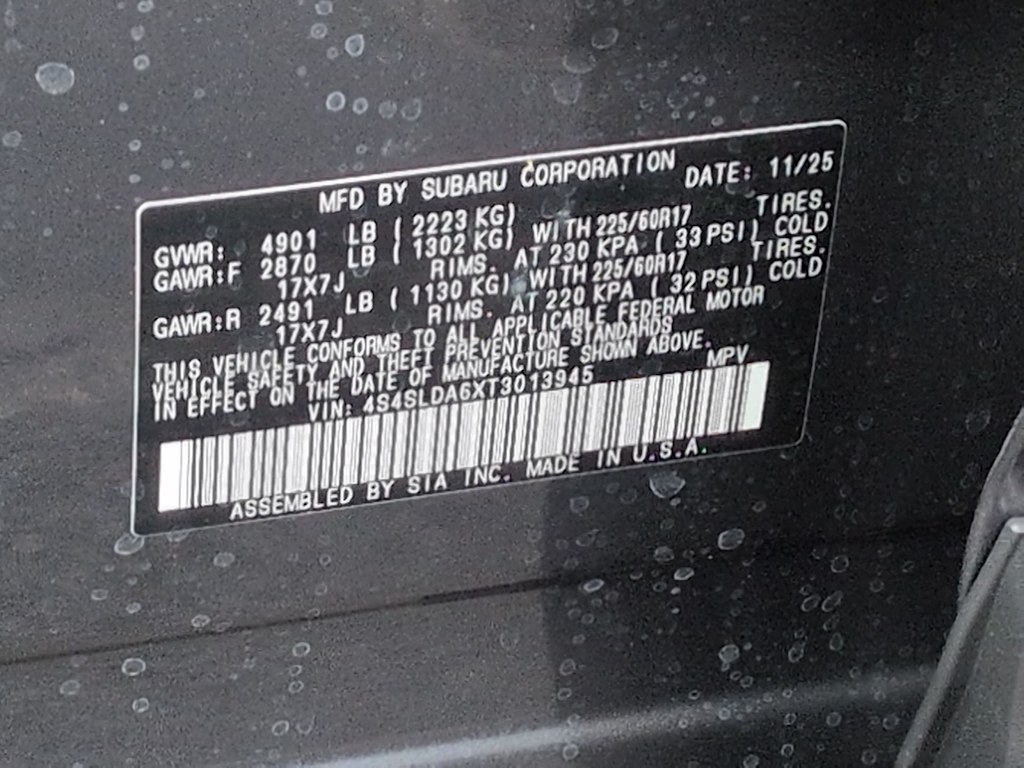 MFD BY SUBARU CORPORATION DATE: 11/25
GVWR: 4901 LB ( 2223 KG)
GAWR:F 2870 LB ( 1302 KG) WITH 225/60R17 TIRES.
17X7J RIMS. AT 230 KPA ( 33 PSI) COLD
GAWR:R 2491 LB ( 1130 KG) WITH 225/60R17 TIRES.
17X7J RIMS. AT 220 KPA ( 32 PSI) COLD
THIS VEHICLE CONFORMS TO ALL APPLICABLE FEDERAL MOTOR
VEHICLE SAFETY AND THEFT PREVENTION STANDARDS
IN EFFECT ON THE DATE OF MANUFACTURE SHOWN ABOVE.
VIN: 4S4SLDA6XT3013945 MPV
ASSEMBLED BY SIA INC. MADE IN U.S.A.